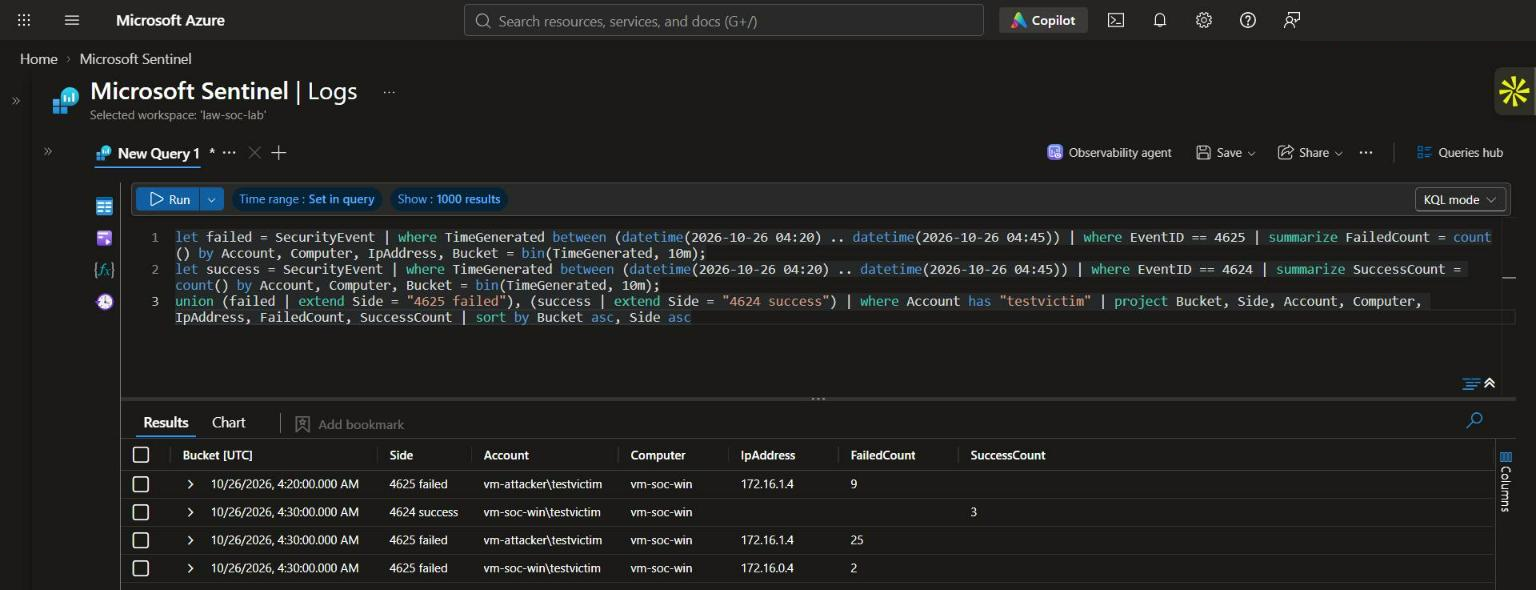 Microsoft Azure
Search resources, services, and docs (G+/)
Copilot
Home > Microsoft Sentinel
Microsoft Sentinel | Logs ...
Selected workspace: 'law-soc-lab'
New Query 1 * ...
Observability agent
Save
Share
...
Queries hub
Run
Time range : Set in query
Show : 1000 results
KQL mode
{fx}
1 let failed = SecurityEvent | where TimeGenerated between (datetime(2026-10-26 04:20) .. datetime(2026-10-26 04:45)) | where EventID == 4625 | summarize FailedCount = count
() by Account, Computer, IpAddress, Bucket = bin(TimeGenerated, 10m);
2 let success = SecurityEvent | where TimeGenerated between (datetime(2026-10-26 04:20) .. datetime(2026-10-26 04:45)) | where EventID == 4624 | summarize SuccessCount =
count() by Account, Computer, Bucket = bin(TimeGenerated, 10m);
3 union (failed | extend Side = "4625 failed"), (success | extend Side = "4624 success") | where Account has "testvictim" | project Bucket, Side, Account, Computer,
IpAddress, FailedCount, SuccessCount | sort by Bucket asc, Side asc
Results Chart Add bookmark
Bucket [UTC] Side Account Computer IpAddress FailedCount SuccessCount
10/26/2026, 4:20:00.000 AM 4625 failed vm-attacker\testvictim vm-soc-win 172.16.1.4 9
10/26/2026, 4:30:00.000 AM 4624 success vm-soc-win\testvictim vm-soc-win 3
10/26/2026, 4:30:00.000 AM 4625 failed vm-attacker\testvictim vm-soc-win 172.16.1.4 25
10/26/2026, 4:30:00.000 AM 4625 failed vm-soc-win\testvictim vm-soc-win 172.16.0.4 2
Columns